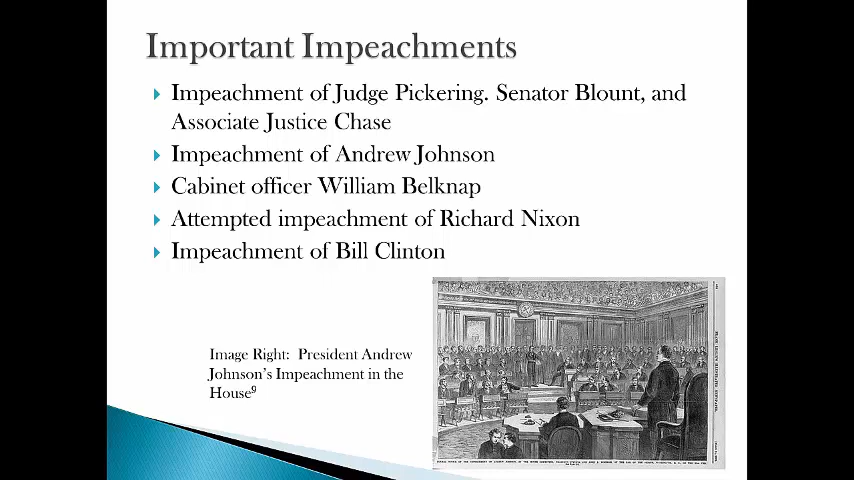 Important Impeachments
Impeachment of Judge Pickering. Senator Blount, and
Associate Justice Chase
Impeachment of Andrew Johnson
Cabinet officer William Belknap
Attempted impeachment of Richard Nixon
Impeachment of Bill Clinton
Image Right: President Andrew
Johnson's Impeachment in the
House⁹